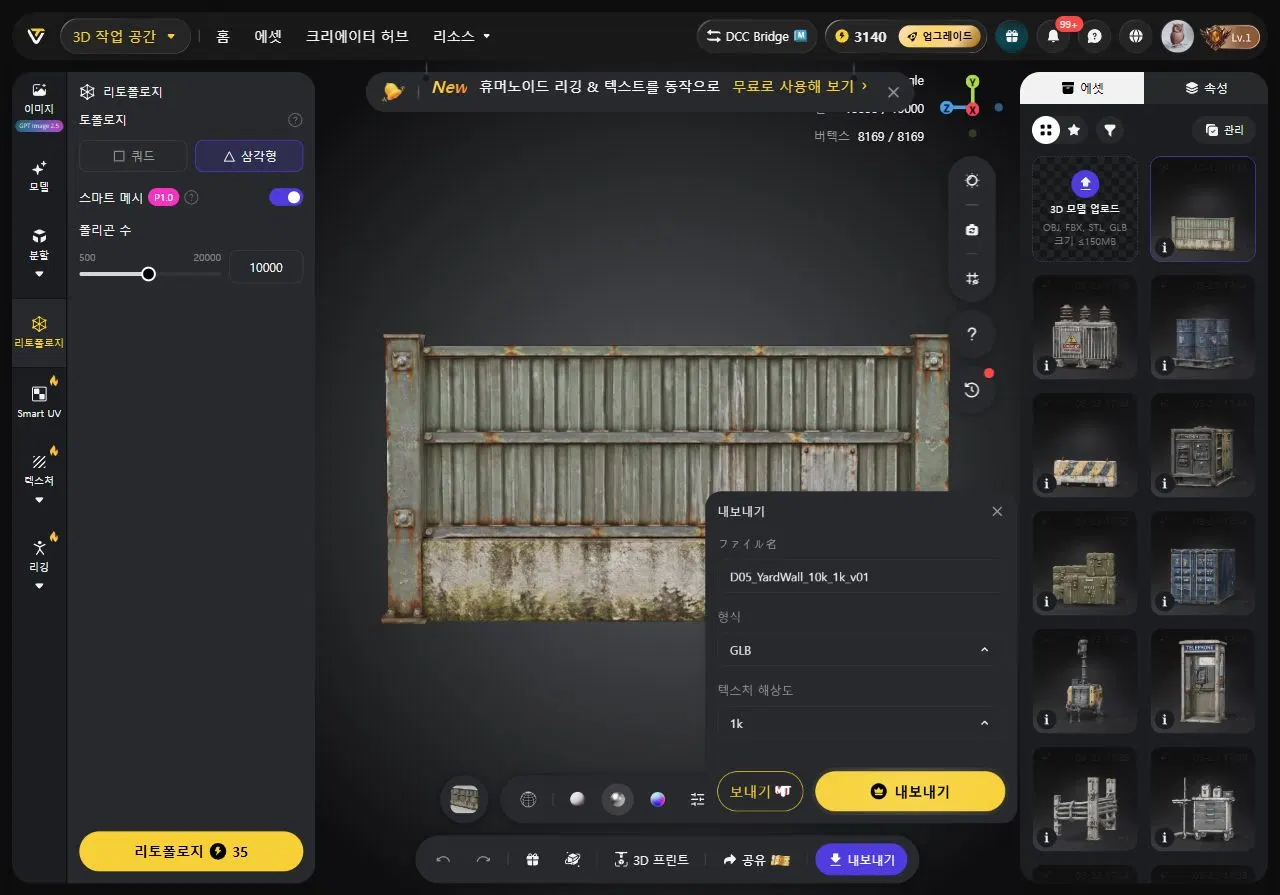 3D 작업 공간
홈
에셋
크리에이터 허브
리소스
DCC Bridge
3140
업그레이드
99+
Lv.1
이미지
GPT Image 2.5
모델
분할
리토폴로지
Smart UV
텍스처
리깅
리토폴로지
토폴로지
쿼드
삼각형
스마트 메시 P1.0
폴리곤 수
500
20000
10000
리토폴로지 35
New 휴머노이드 리깅 & 텍스트를 동작으로 무료로 사용해 보기
버텍스 8169 / 8169
Y
Z
X
내보내기
ファイル名
D05_YardWall_10k_1k_v01
형식
GLB
텍스처 해상도
1k
보내기
내보내기
3D 프린트
공유
내보내기
에셋
속성
관리
3D 모델 업로드
OBJ, FBX, STL, GLB
크기 ≤150MB
TELEPHONE